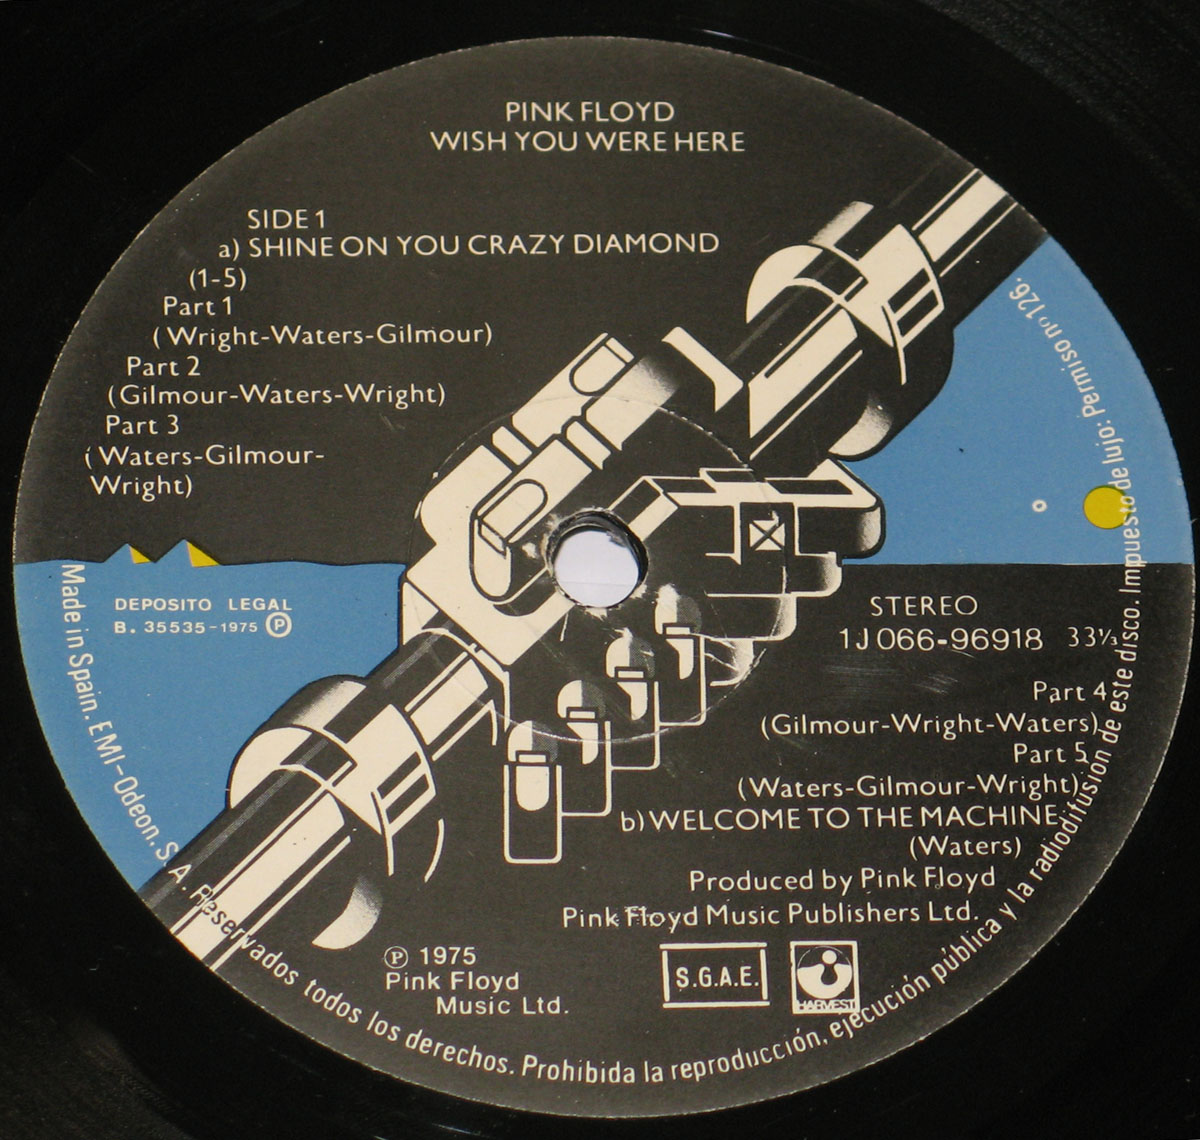 PINK FLOYD
WISH YOU WERE HERE
SIDE 1
a) SHINE ON YOU CRAZY DIAMOND
(1-5)
Part 1
(Wright-Waters-Gilmour)
Part 2
(Gilmour-Waters-Wright)
Part 3
(Waters-Gilmour-
Wright)
DEPOSITO LEGAL
B. 35535-1975 Ⓟ
STEREO
1J 066-96918 33⅓
Part 4
(Gilmour-Wright-Waters)
Part 5
(Waters-Gilmour-Wright)
b) WELCOME TO THE MACHINE
(Waters)
Produced by Pink Floyd
Pink Floyd Music Publishers Ltd.
Ⓟ 1975
Pink Floyd
Music Ltd.
S.G.A.E.
HARVEST
Made in Spain. EMI-Odeon, S. A. Reservados todos los derechos. Prohibida la reproducción, ejecución pública y la radiodifusion de este disco. Impuesto de lujo: Permiso nº 126.